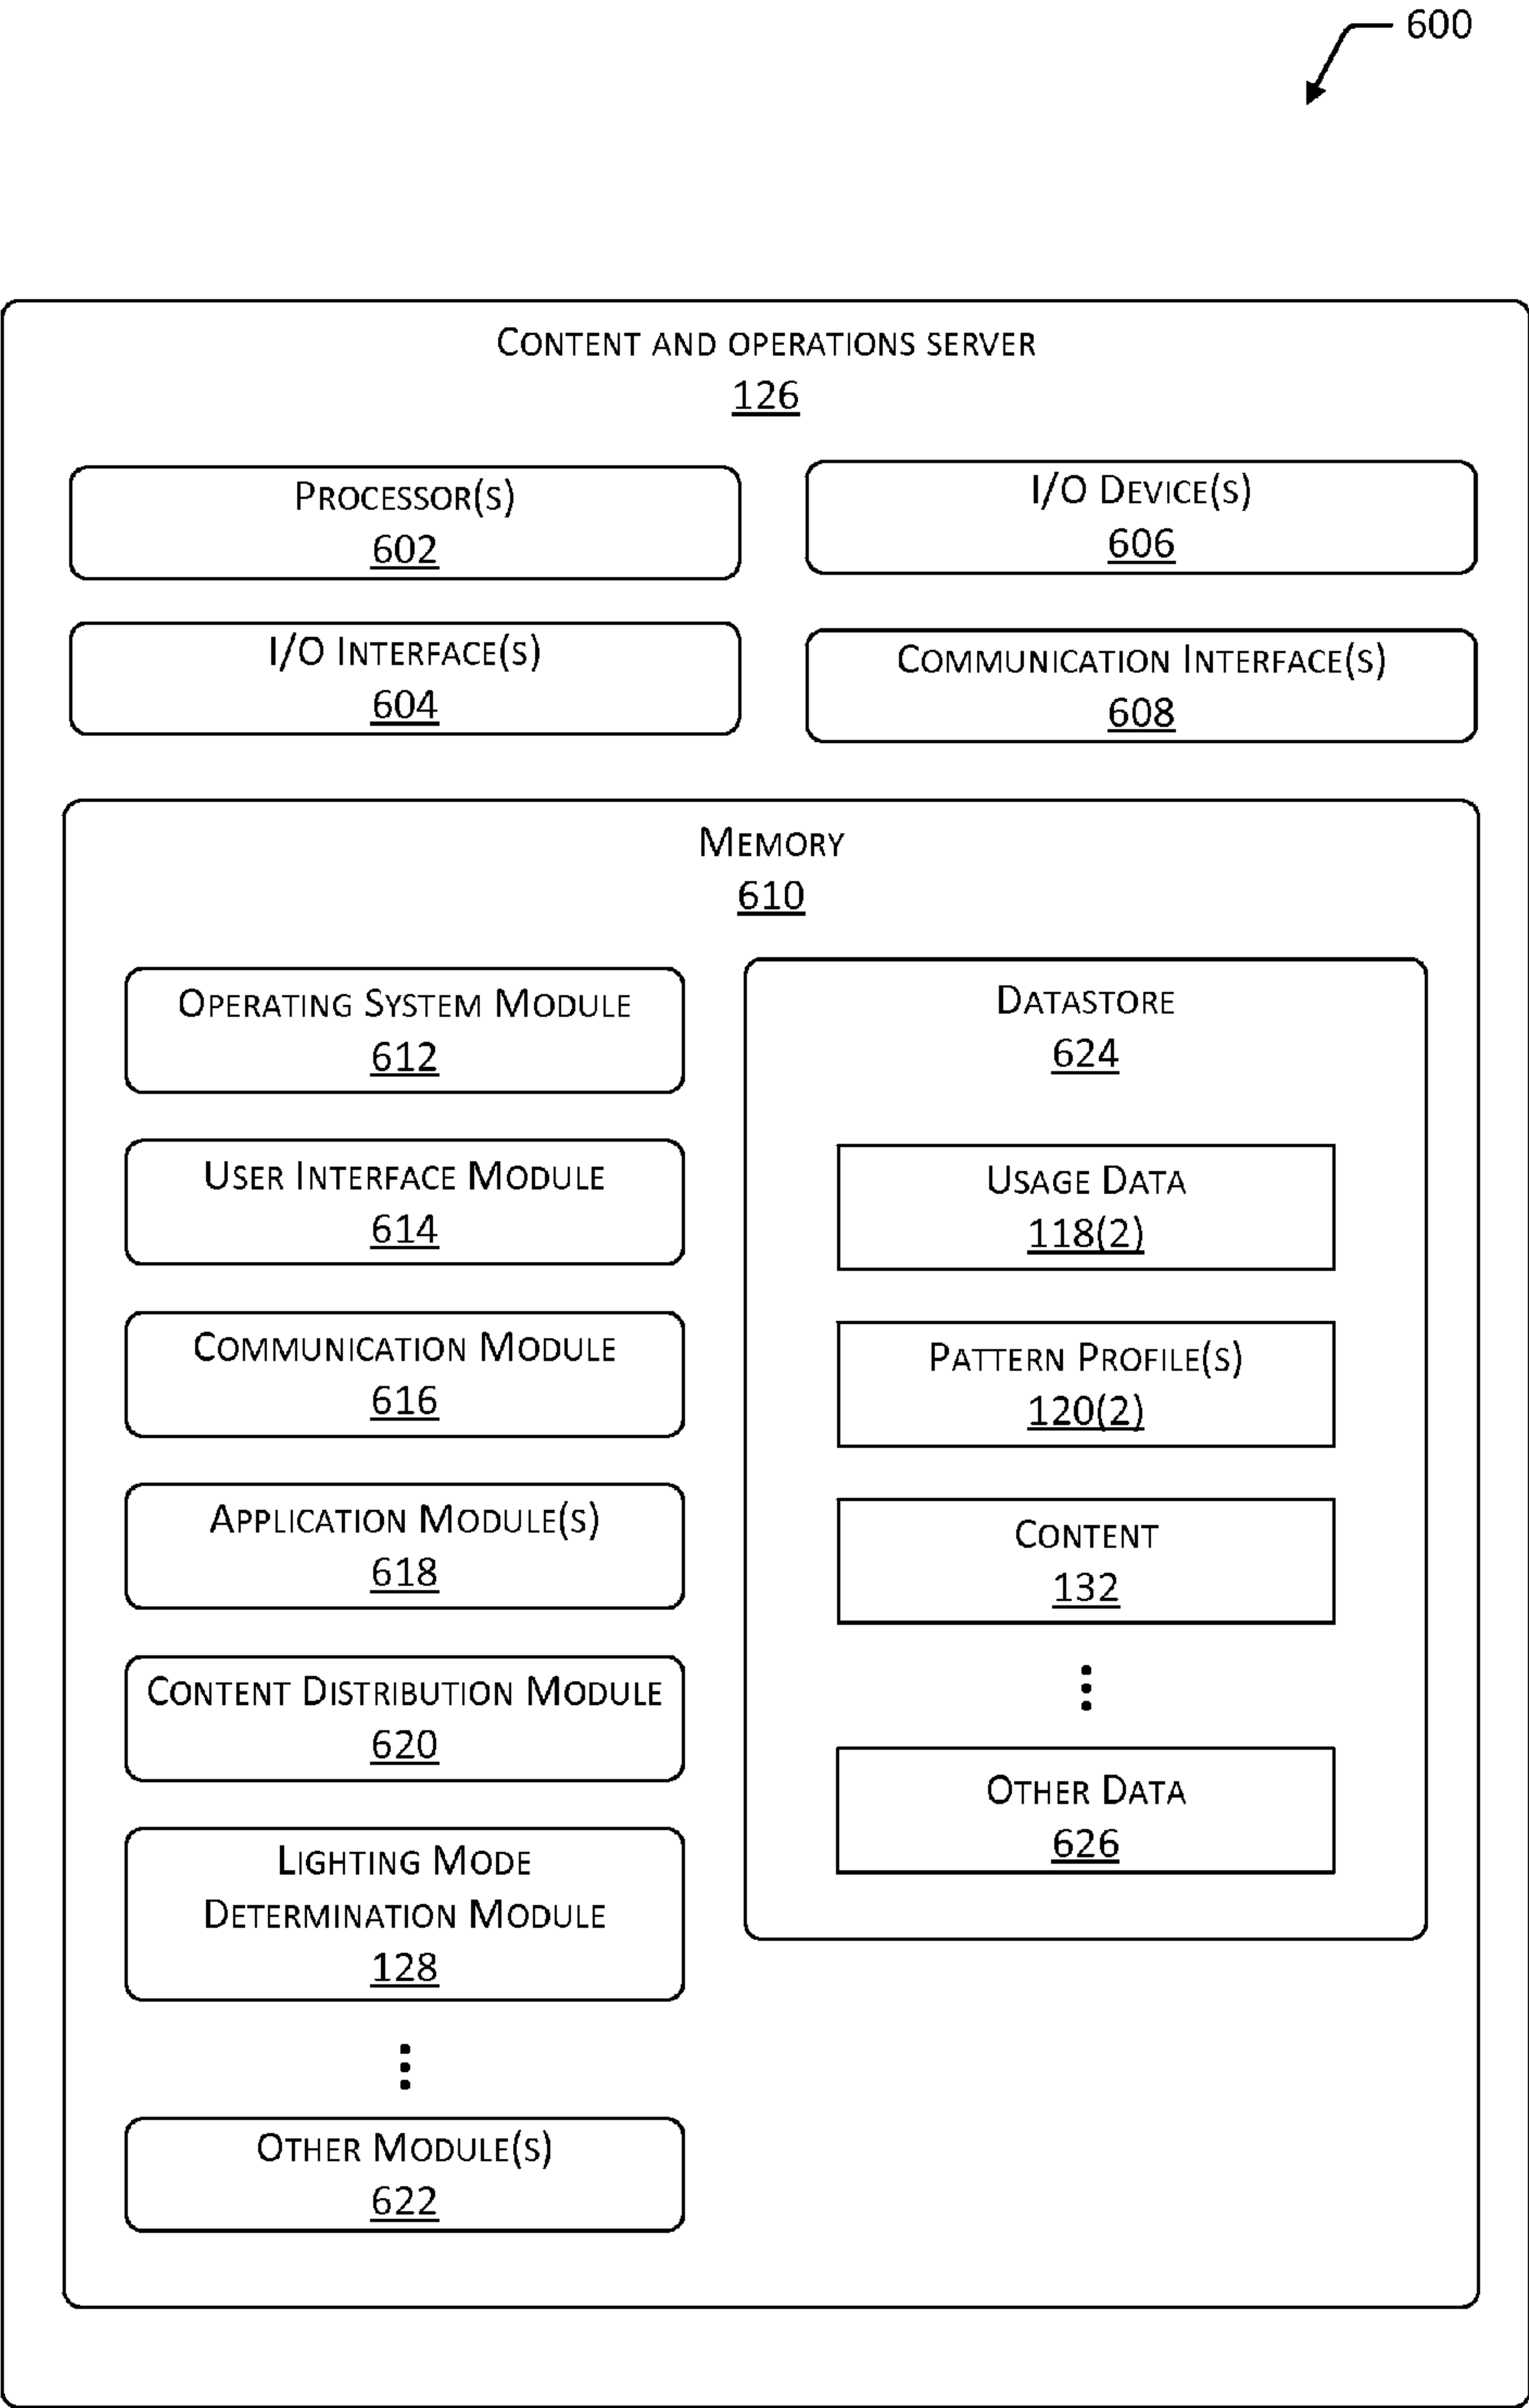 600
Content and operations server
126
Processor(s)
602
I/O Device(s)
606
I/O Interface(s)
604
Communication Interface(s)
608
Memory
610
Operating System Module
612
User Interface Module
614
Communication Module
616
Application Module(s)
618
Content Distribution Module
620
Lighting Mode
Determination Module
128
Other Module(s)
622
Datastore
624
Usage Data
118(2)
Pattern Profile(s)
120(2)
Content
132
Other Data
626